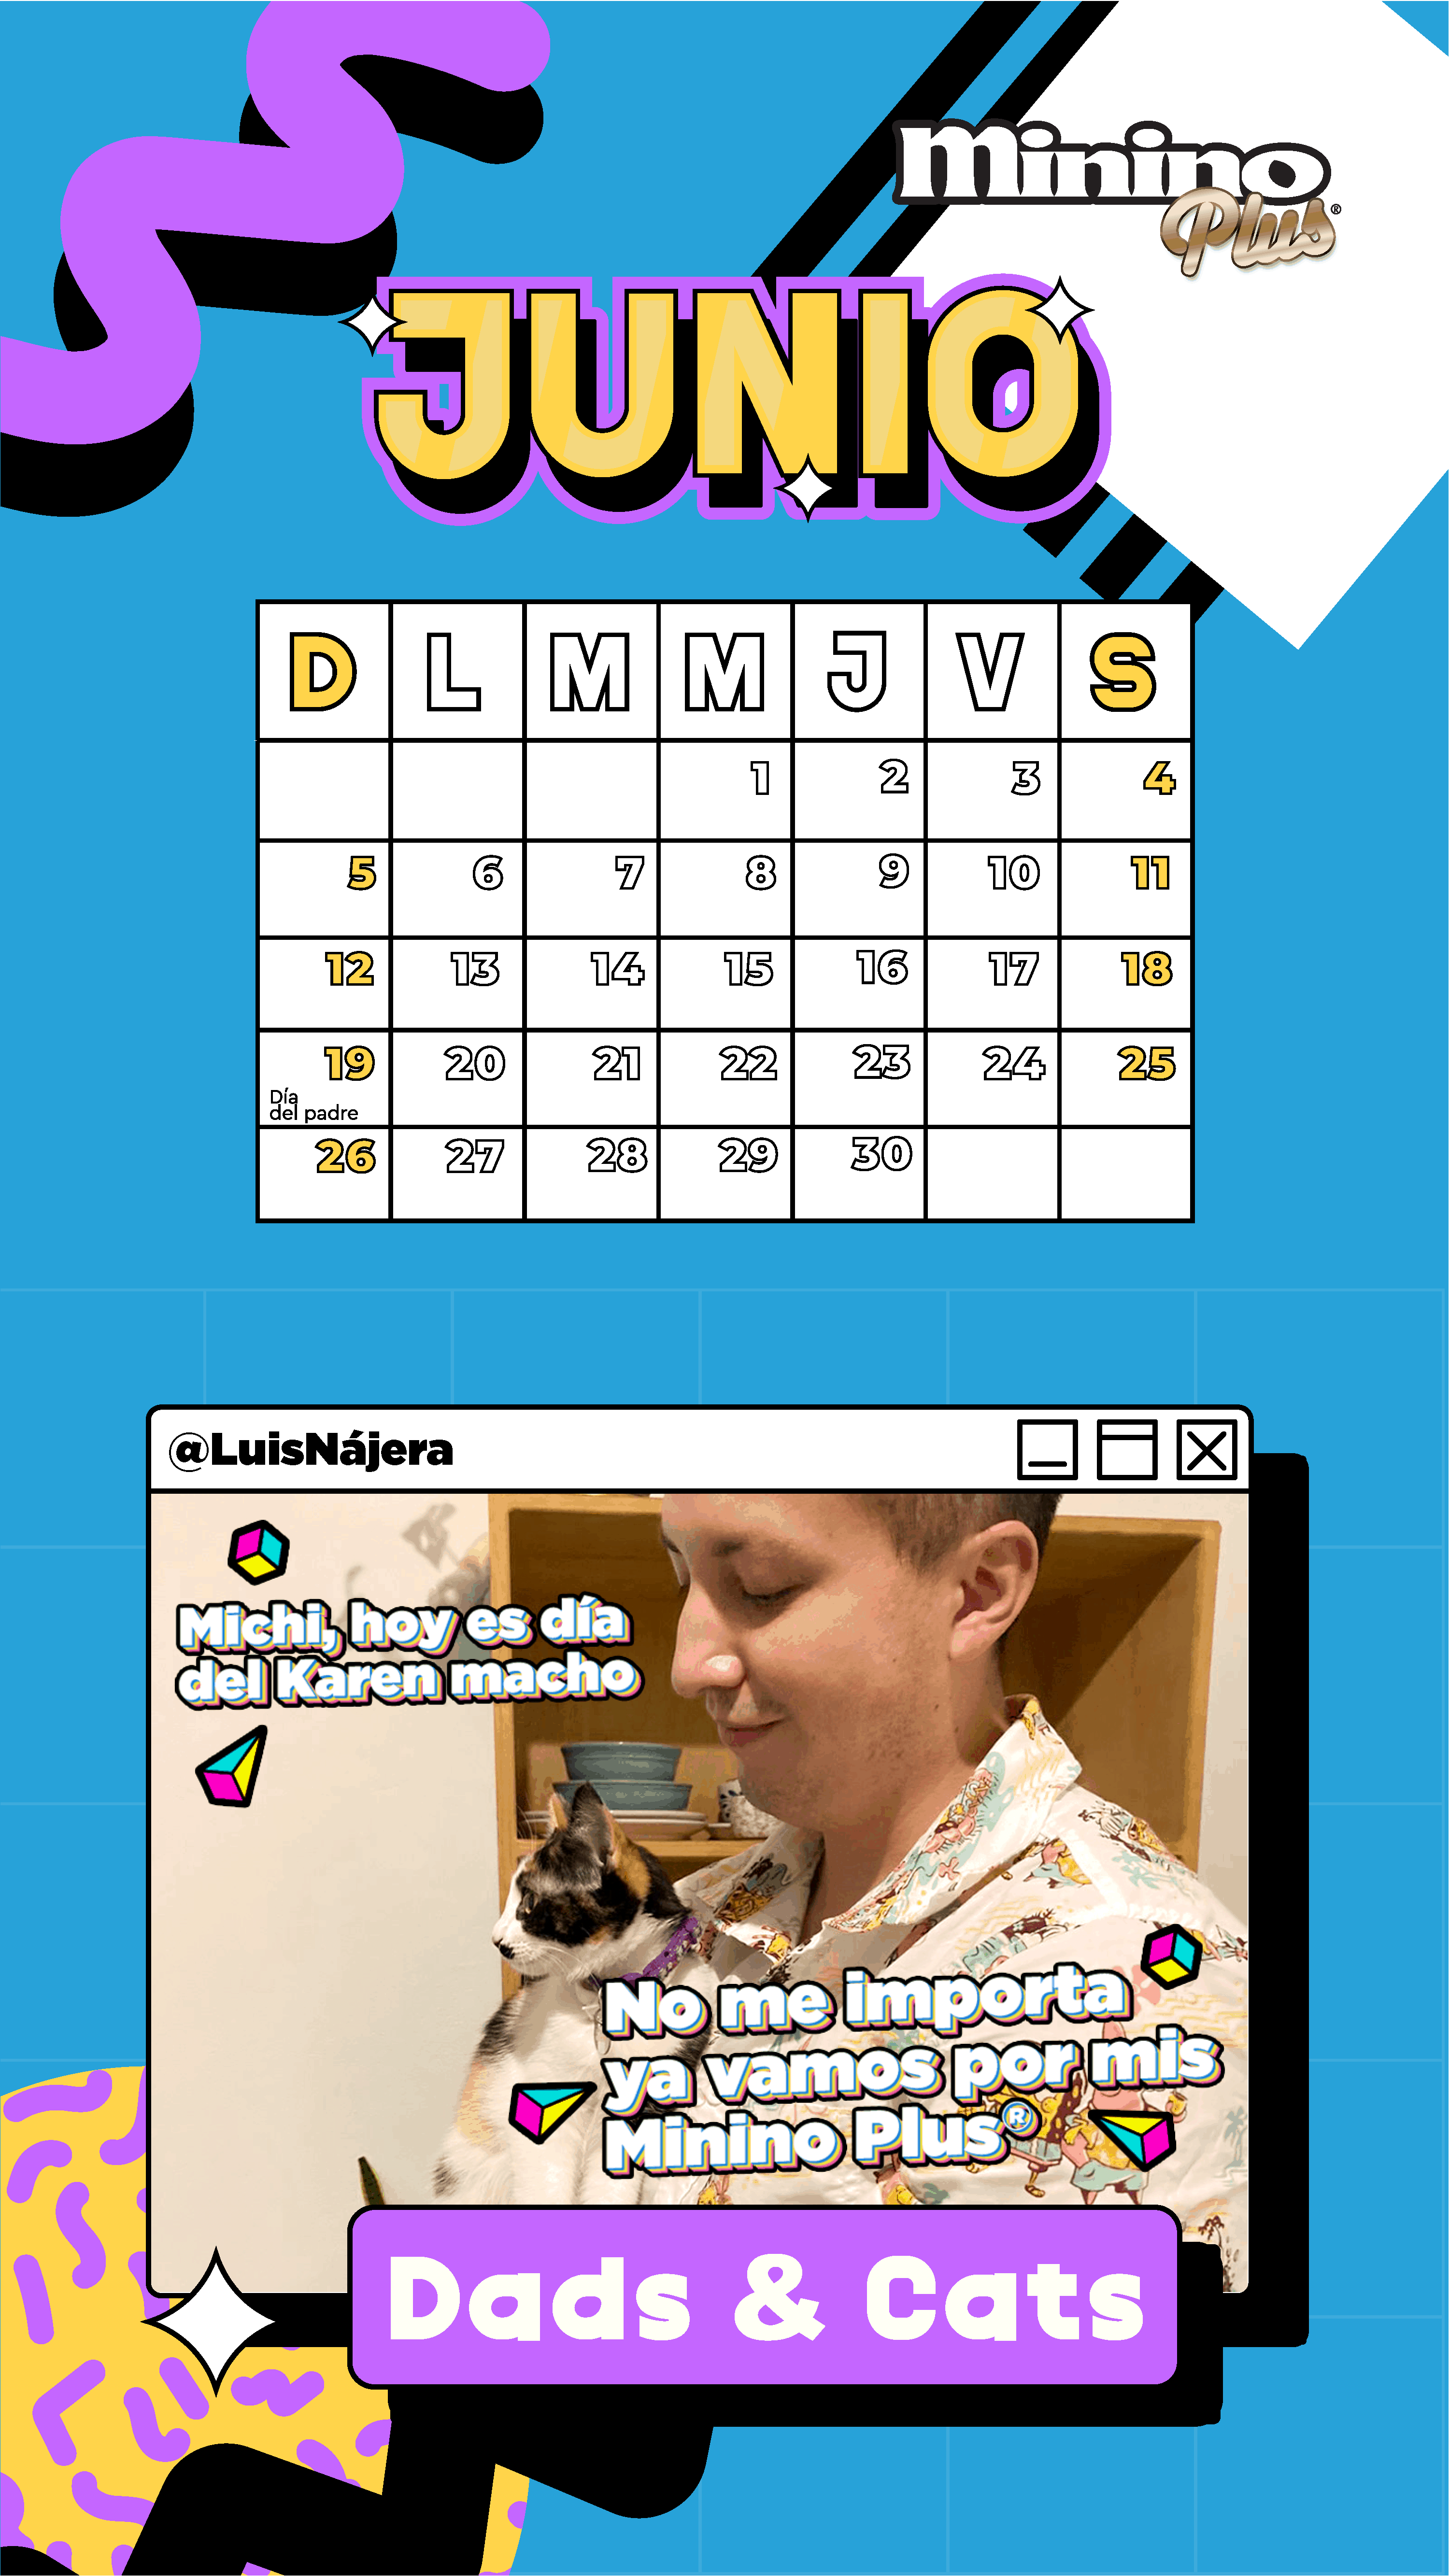 Minino
Plus®
JUNIO
D L M M J V S
1 2 3 4
5 6 7 8 9 10 11
12 13 14 15 16 17 18
19 20 21 22 23 24 25
Día
del padre
26 27 28 29 30
@LuisNájera
Michi, hoy es día
del Karen macho
No me importa
ya vamos por mis
Minino Plus®
Dads & Cats